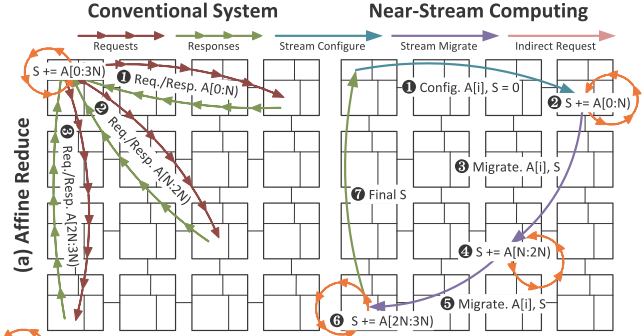 Conventional System
Near-Stream Computing
Requests
Responses
Stream Configure
Stream Migrate
Indirect Request
(a) Affine Reduce
S += A[0:3N)
❶ Req./Resp. A[0:N)
❷ Req./Resp. A[N:2N)
❸ Req./Resp. A[2N:3N)
❶ Config. A[i], S = 0
❷ S += A[0:N)
❸ Migrate. A[i], S
❹ S += A[N:2N)
❺ Migrate. A[i], S
❻ S += A[2N:3N)
❼ Final S